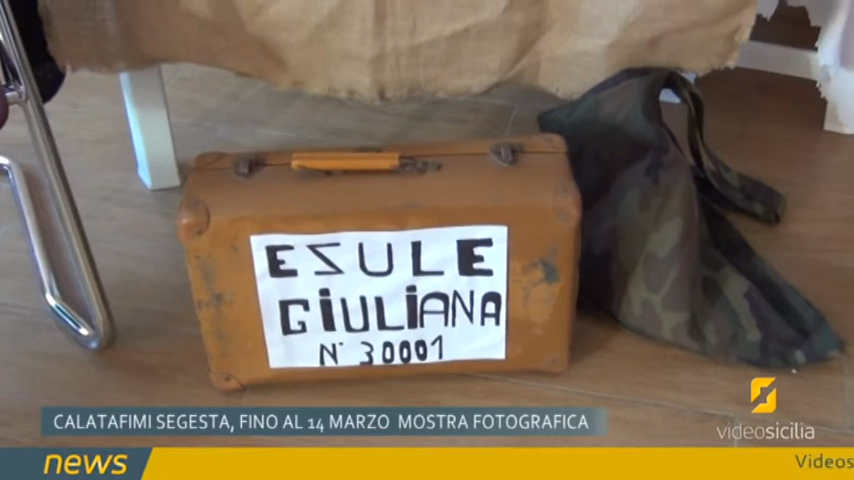 ESULE
GIULIANA
N° 30001
CALATAFIMI SEGESTA, FINO AL 14 MARZO MOSTRA FOTOGRAFICA
videosicilia
news
Videos